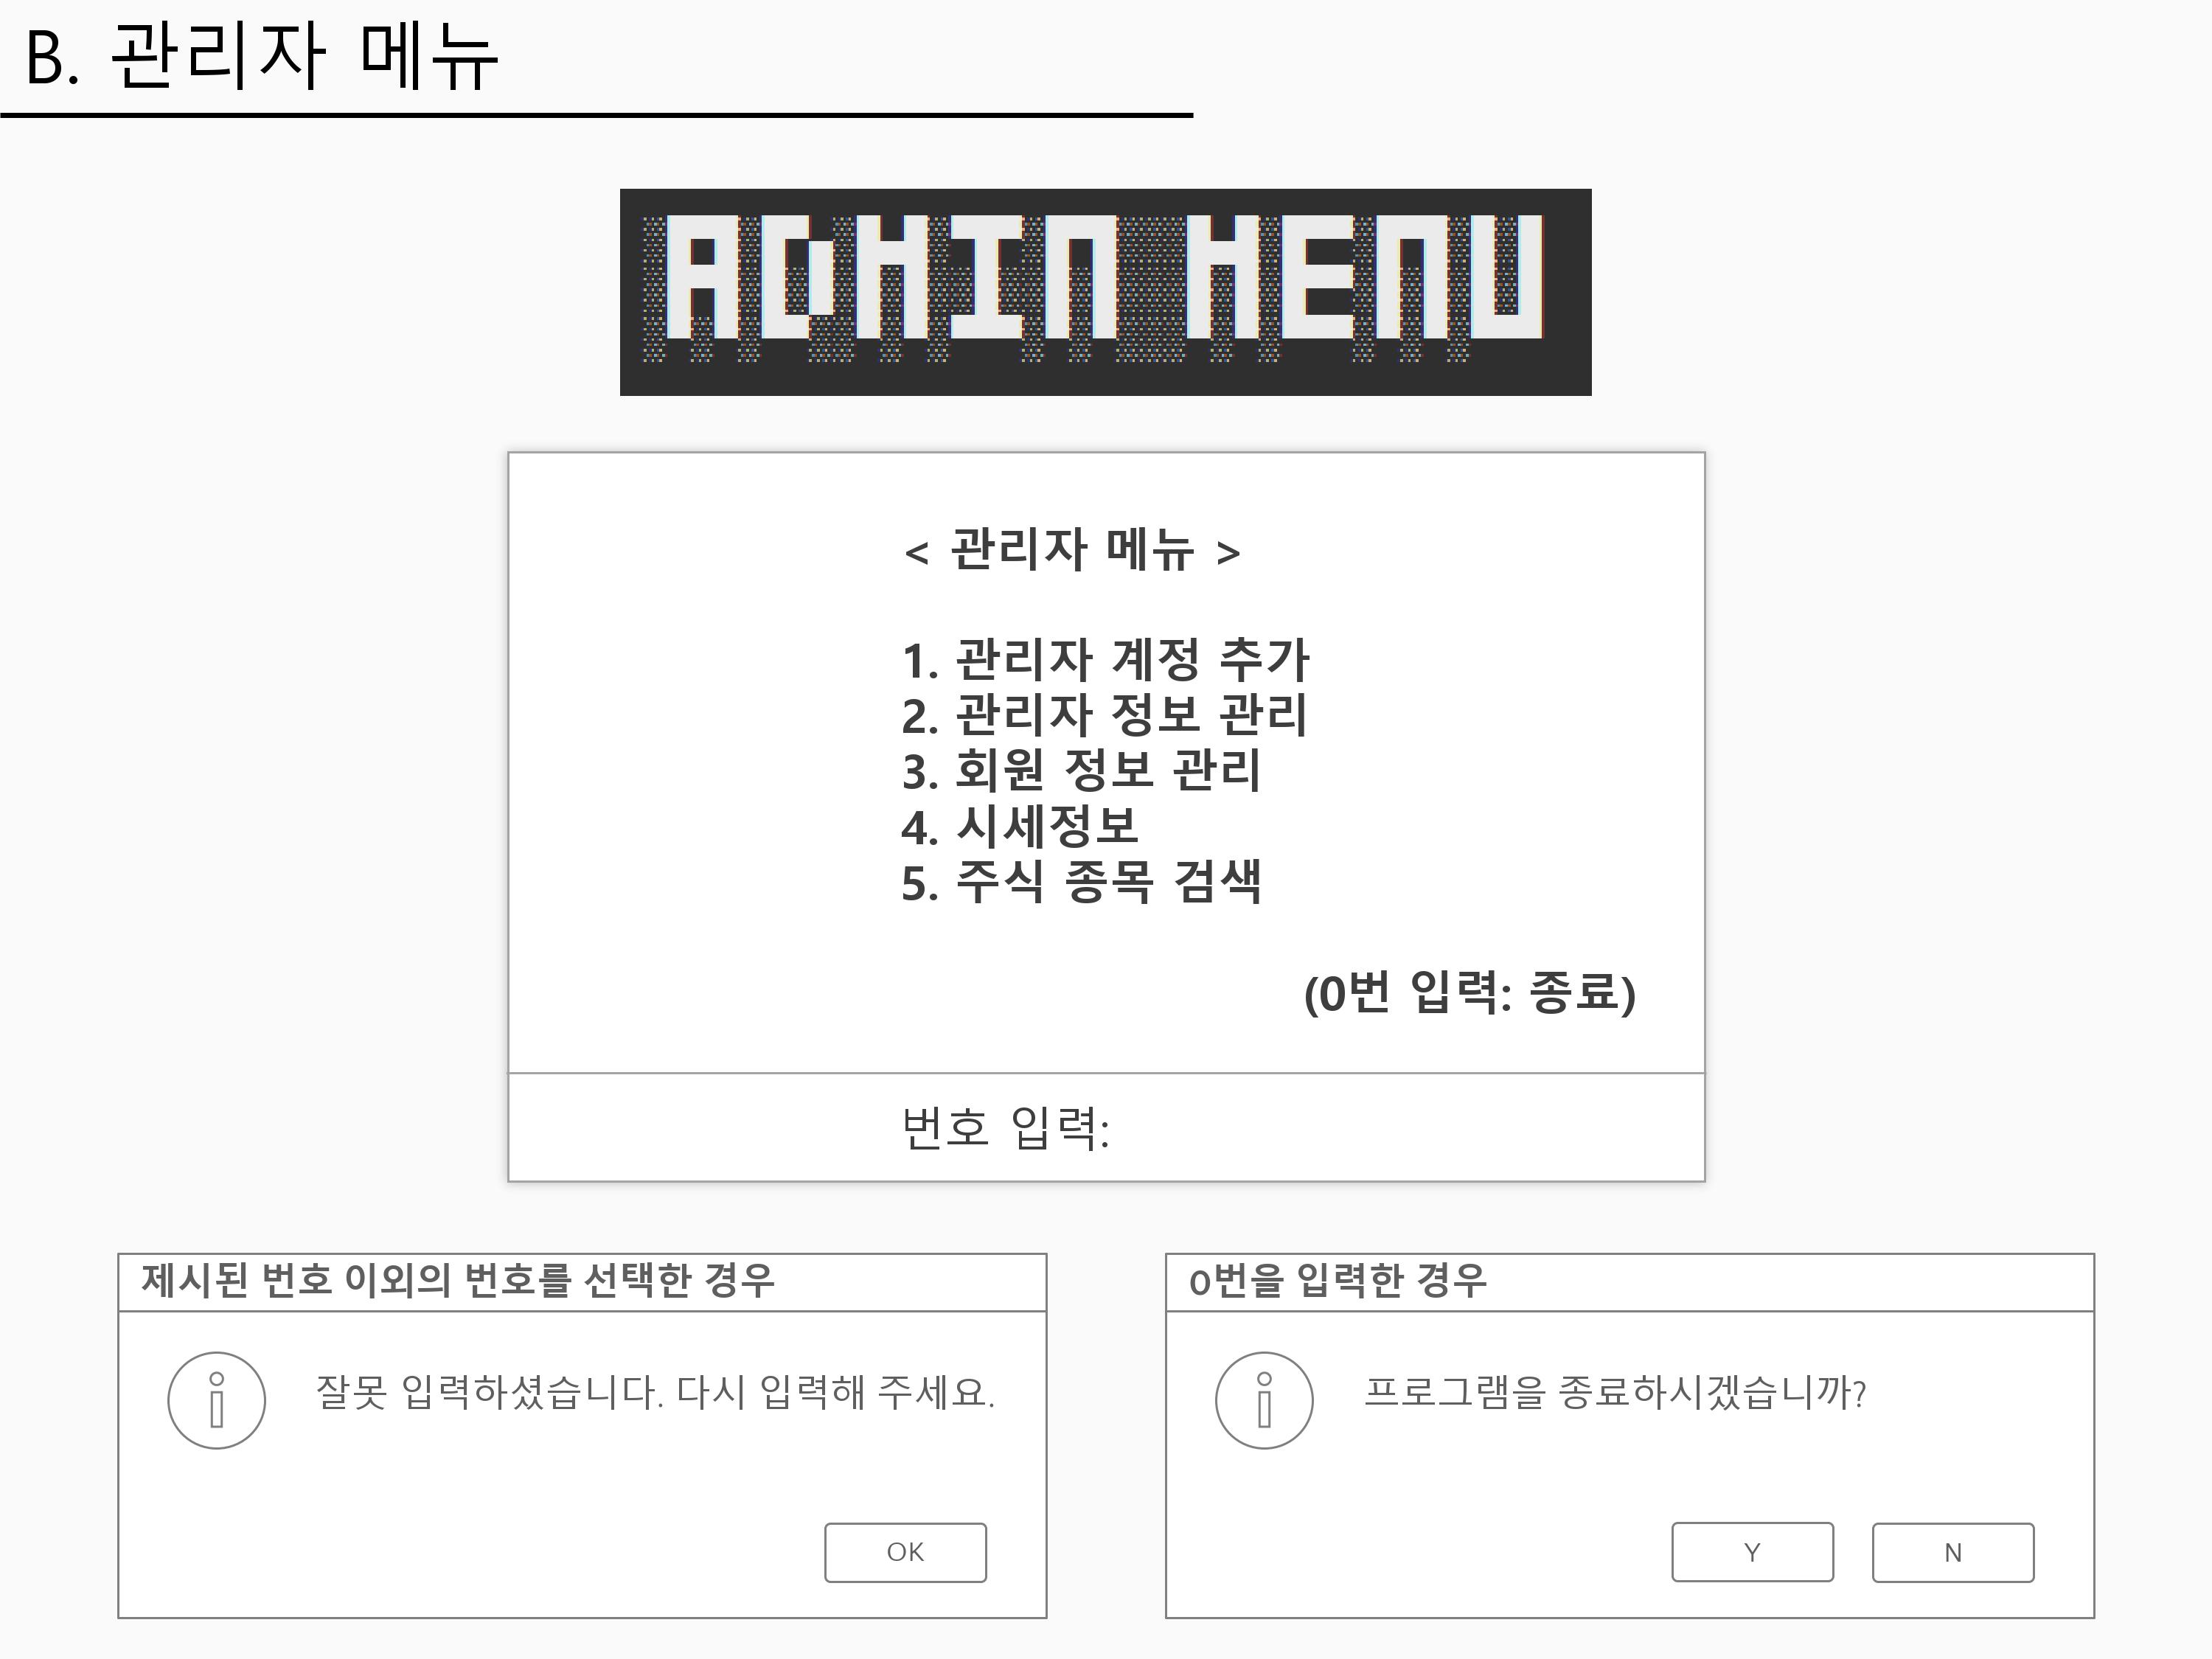 B. 관리자 메뉴
ADMIN MENU
< 관리자 메뉴 >
1. 관리자 계정 추가
2. 관리자 정보 관리
3. 회원 정보 관리
4. 시세정보
5. 주식 종목 검색
(0번 입력: 종료)
번호 입력:
제시된 번호 이외의 번호를 선택한 경우
잘못 입력하셨습니다. 다시 입력해 주세요.
OK
0번을 입력한 경우
프로그램을 종료하시겠습니까?
Y
N